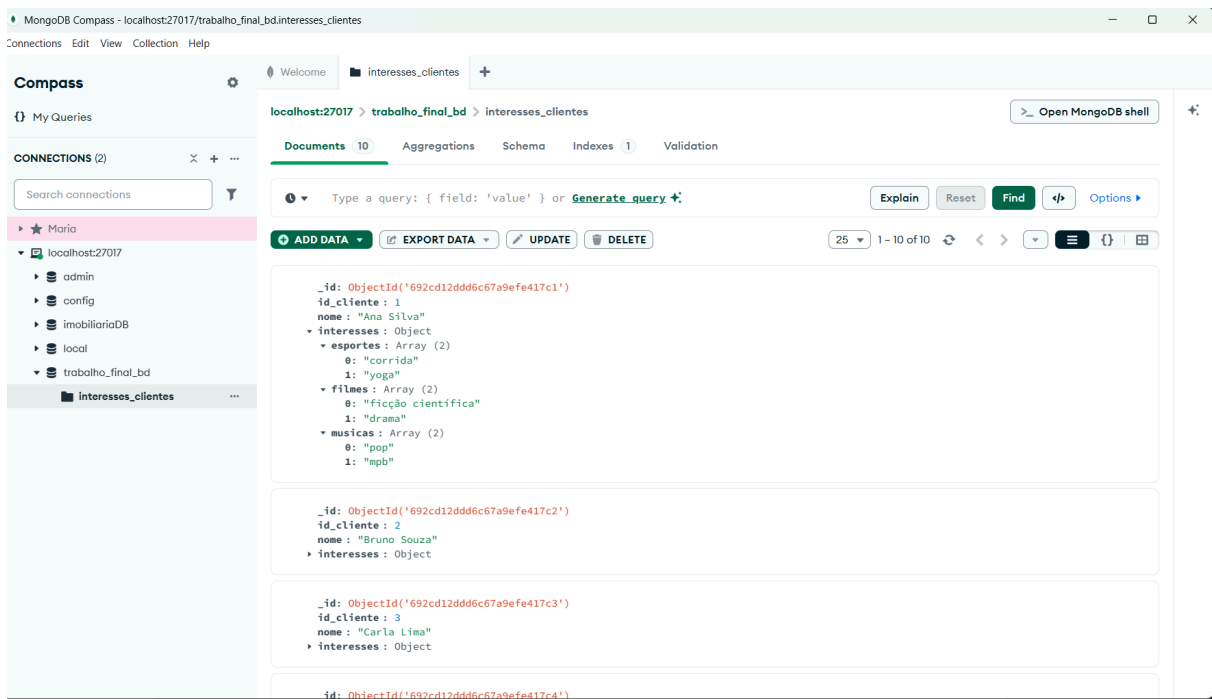 MongoDB Compass - localhost:27017/trabalho_final_bd.interesses_clientes
Connections Edit View Collection Help
Compass
{} My Queries
CONNECTIONS (2)
Search connections
Maria
localhost:27017
admin
config
imobiliariaDB
local
trabalho_final_bd
interesses_clientes
Welcome
interesses_clientes
localhost:27017 > trabalho_final_bd > interesses_clientes
>_ Open MongoDB shell
Documents 10 Aggregations Schema Indexes 1 Validation
Type a query: { field: 'value' } or Generate query
Explain Reset Find </> Options
ADD DATA EXPORT DATA UPDATE DELETE
25 1 – 10 of 10 {}
_id: ObjectId('692cd12ddd6c67a9efe417c1')
id_cliente : 1
nome : "Ana Silva"
interesses : Object
esportes : Array (2)
0: "corrida"
1: "yoga"
filmes : Array (2)
0: "ficção científica"
1: "drama"
musicas : Array (2)
0: "pop"
1: "mpb"
_id: ObjectId('692cd12ddd6c67a9efe417c2')
id_cliente : 2
nome : "Bruno Souza"
interesses : Object
_id: ObjectId('692cd12ddd6c67a9efe417c3')
id_cliente : 3
nome : "Carla Lima"
interesses : Object
_id: ObjectId('692cd12ddd6c67a9efe417c4')